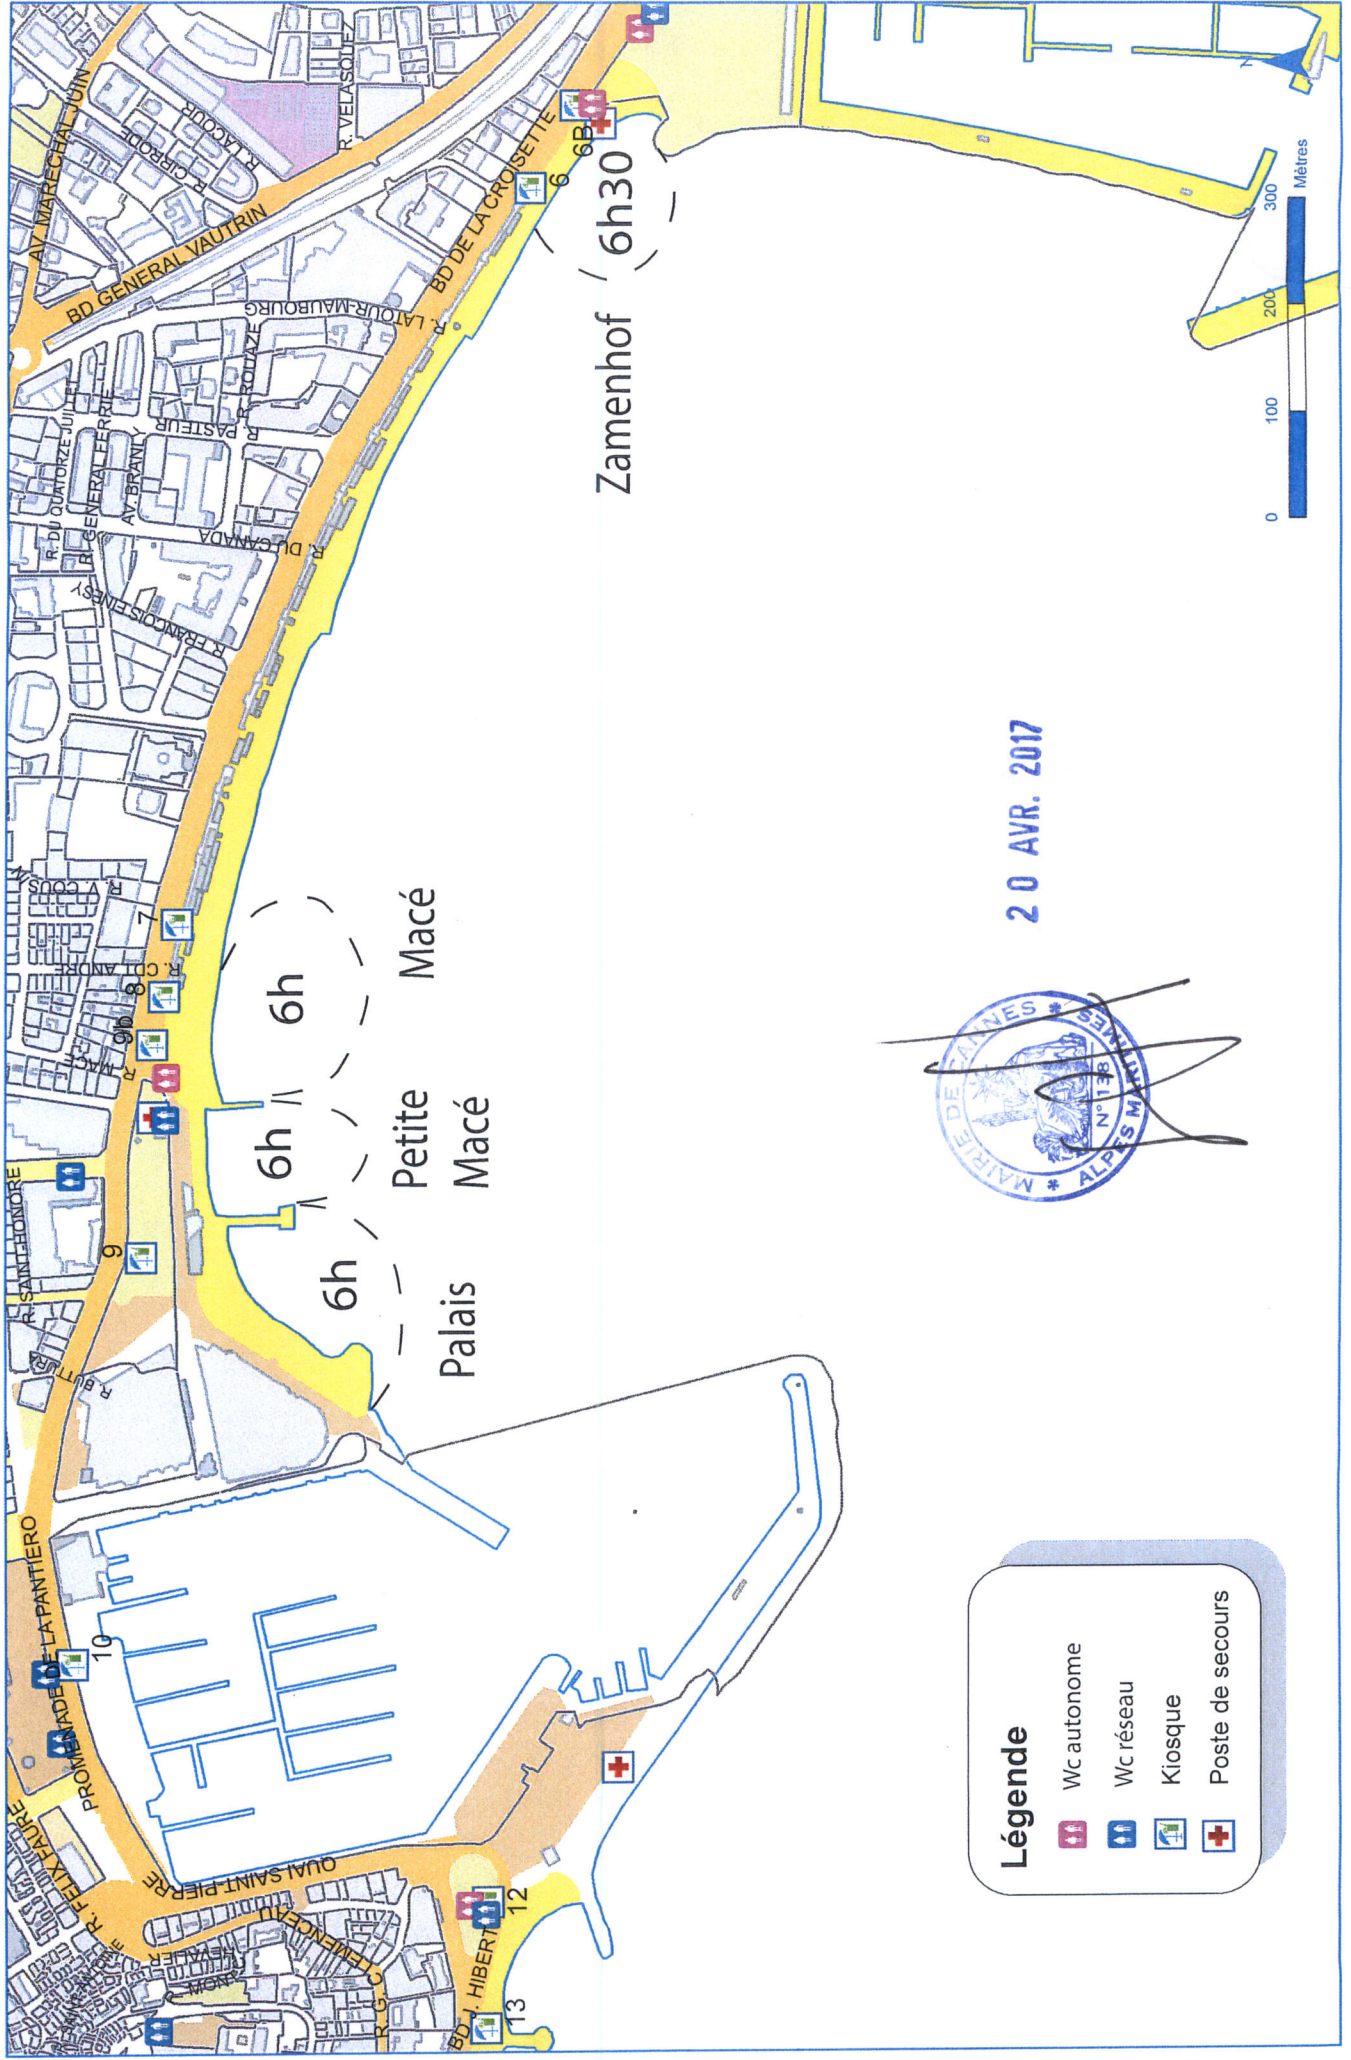 AV. MARECHAL JUIN
R. CIRRODE
R. LACOUR
R. VELASQUEZ
BD GENERAL VAUTRIN
BD DE LA CROISETTE
R. LATOUR-MAUBOURG
R. ROUAZE
R. PASTEUR
R. DU QUATORZE JUILLET
R. GENERAL FERRIE
AV. BRANLY
R. DU CANADA
R. FRANCOIS EINESY
R. V. COUSIN
R. CDT ANDRE
R. MACE
R. SAINT-HONORE
R. BUTTURA
PROMENADE DE LA PANTIERO
R. FELIX FAURE
QUAI SAINT-PIERRE
R. G. CLEMENCEAU
BD J. HIBERT
6B
6
7
8
9b
9
10
12
13
6h30
Zamenhof
6h
Macé
6h
Petite
Macé
6h
Palais
N
0 100 200 300
Mètres
20 AVR. 2017
MAIRIE DE CANNES
* ALPES MARITIMES *
N° 138
Légende
Wc autonome
Wc réseau
Kiosque
Poste de secours